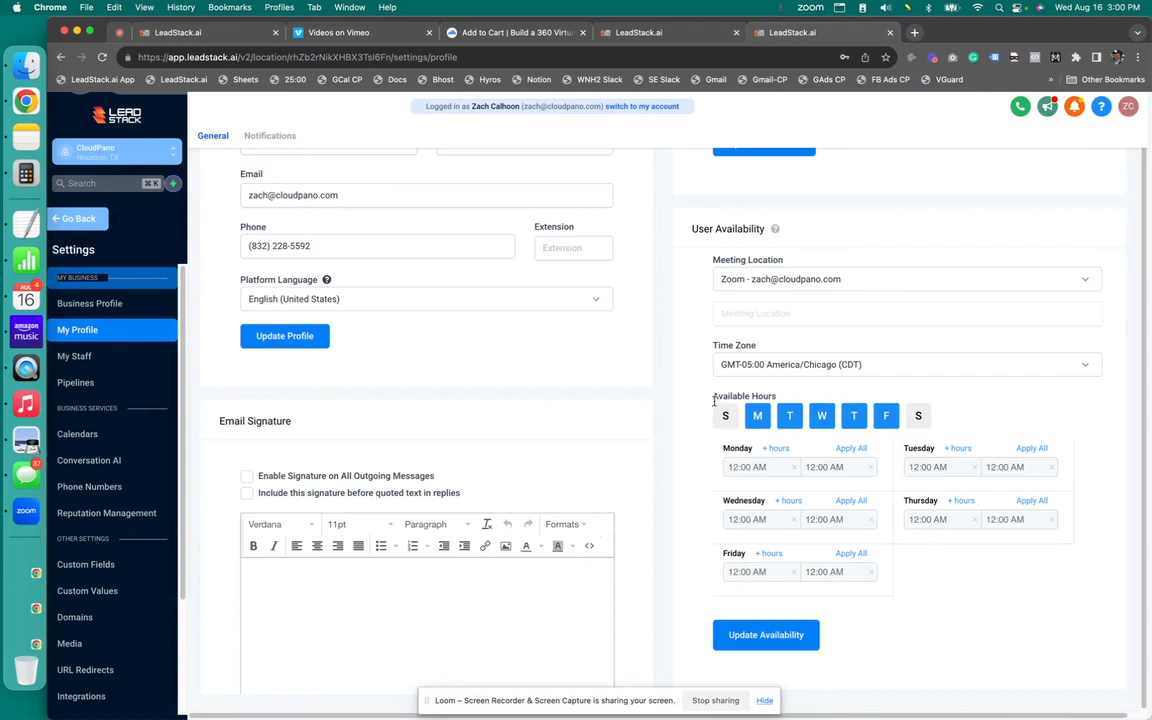 Chrome File Edit View History Bookmarks Profiles Tab Window Help
zoom Wed Aug 16 3:00 PM
LeadStack.ai Videos on Vimeo Add to Cart | Build a 360 Virtual LeadStack.ai LeadStack.ai
https://app.leadstack.ai/v2/location/rhZb2rNikXHBX3Tsl6Fn/settings/profile
LeadStack.ai App LeadStack.ai Sheets 25:00 GCal CP Docs Bhost Hyros Notion WNH2 Slack SE Slack Gmail Gmail-CP GAds CP FB Ads CP VGuard » Other Bookmarks
LEAD
STACK
Logged in as Zach Calhoon (zach@cloudpano.com) switch to my account
ZC
CloudPano
Houston, TX
Search ⌘ K
Go Back
Settings
MY BUSINESS
Business Profile
My Profile
My Staff
Pipelines
BUSINESS SERVICES
Calendars
Conversation AI
Phone Numbers
Reputation Management
OTHER SETTINGS
Custom Fields
Custom Values
Domains
Media
URL Redirects
Integrations
General Notifications
Email
zach@cloudpano.com
Phone Extension
(832) 228-5592 Extension
Platform Language
English (United States)
Update Profile
Email Signature
Enable Signature on All Outgoing Messages
Include this signature before quoted text in replies
Verdana 11pt Paragraph Formats
B I A A
User Availability
Meeting Location
Zoom - zach@cloudpano.com
Meeting Location
Time Zone
GMT-05:00 America/Chicago (CDT)
Available Hours
S M T W T F S
Monday + hours Apply All Tuesday + hours Apply All
12:00 AM × 12:00 AM × 12:00 AM × 12:00 AM ×
Wednesday + hours Apply All Thursday + hours Apply All
12:00 AM × 12:00 AM × 12:00 AM × 12:00 AM ×
Friday + hours Apply All
12:00 AM × 12:00 AM ×
Update Availability
Loom – Screen Recorder & Screen Capture is sharing your screen. Stop sharing Hide
AUG 4
16
amazon
music
37
zoom